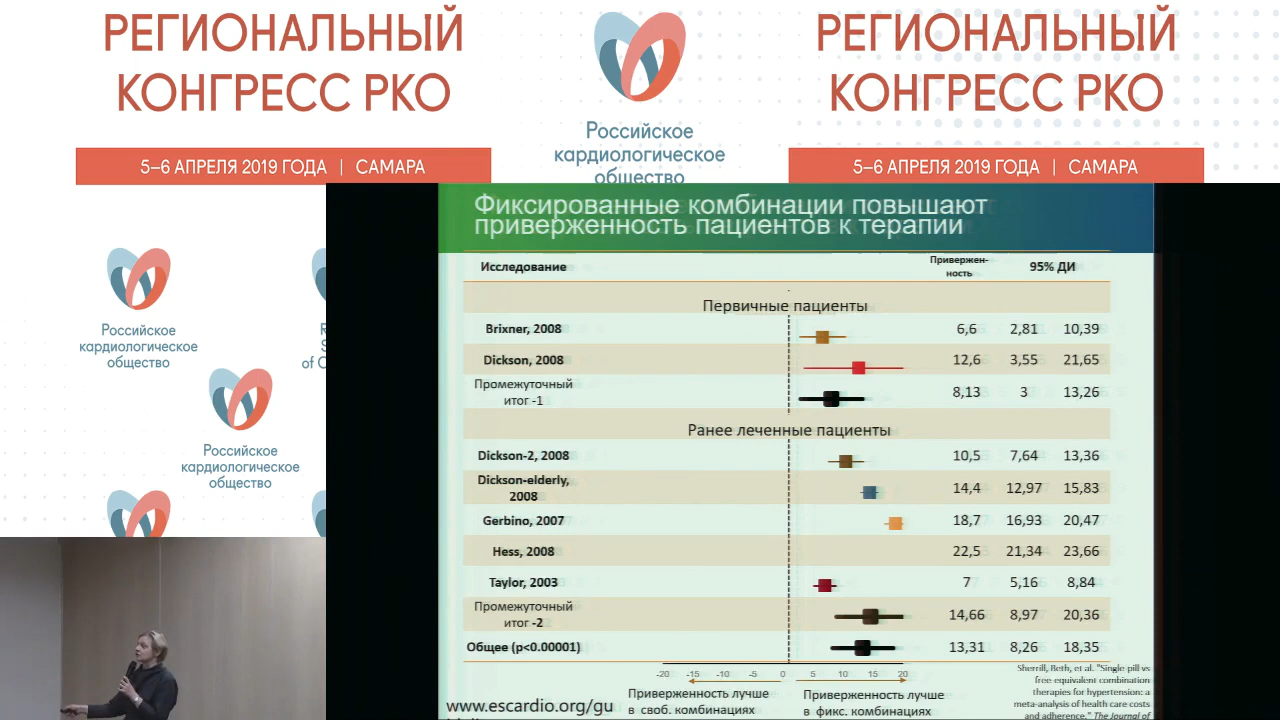 РЕГИОНАЛЬНЫЙ
КОНГРЕСС РКО
5–6 АПРЕЛЯ 2019 ГОДА | САМАРА
Российское
кардиологическое
общество
РЕГИОНАЛЬНЫЙ
КОНГРЕСС РКО
5–6 АПРЕЛЯ 2019 ГОДА | САМАРА
Российское
кардиологическое
общество
Российское
кардиологическое
общество
of C
Фиксированные комбинации повышают
приверженность пациентов к терапии
Исследование Привержен-ность 95% ДИ
Первичные пациенты
Brixner, 2008 6,6 2,81 10,39
Dickson, 2008 12,6 3,55 21,65
Промежуточный
итог -1 8,13 3 13,26
Ранее леченные пациенты
Dickson-2, 2008 10,5 7,64 13,36
Dickson-elderly,
2008 14,4 12,97 15,83
Gerbino, 2007 18,7 16,93 20,47
Hess, 2008 22,5 21,34 23,66
Taylor, 2003 7 5,16 8,84
Промежуточный
итог -2 14,66 8,97 20,36
Общее (p<0.00001) 13,31 8,26 18,35
-20 -15 -10 -5 0 5 10 15 20
Приверженность лучше
в своб. комбинациях
Приверженность лучше
в фикс. комбинациях
www.escardio.org/gu
Sherrill, Beth, et al. "Single-pill vs
free-equivalent combination
therapies for hypertension: a
meta-analysis of health care costs
and adherence." The Journal of